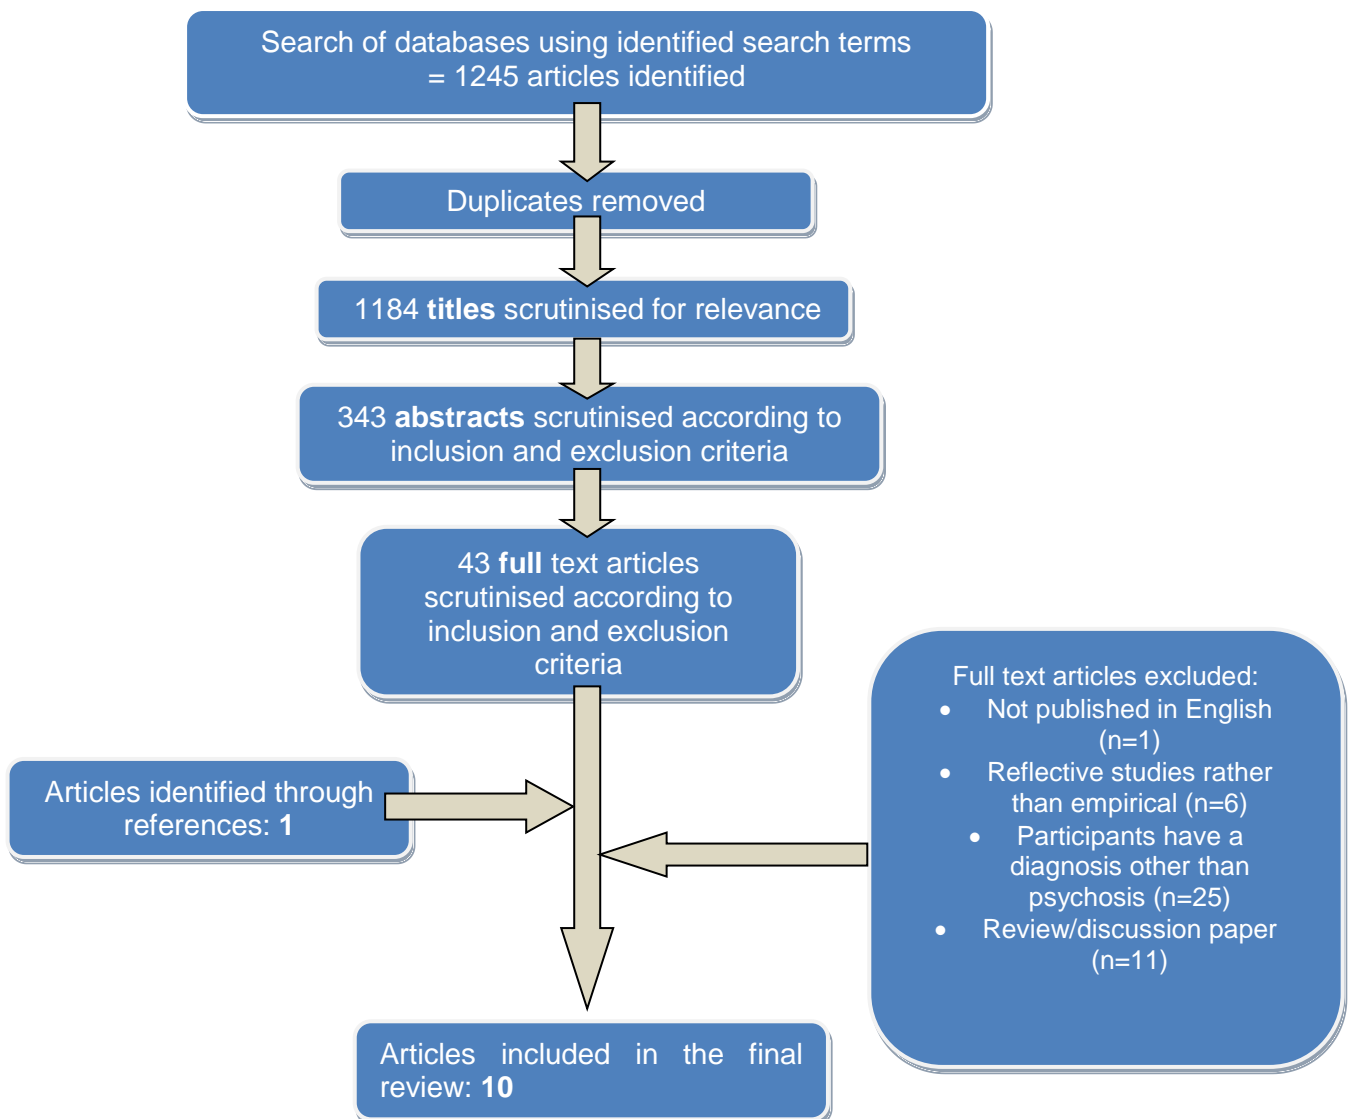 Search of databases using identified search terms
= 1245 articles identified
Duplicates removed
1184 titles scrutinised for relevance
343 abstracts scrutinised according to
inclusion and exclusion criteria
43 full text articles
scrutinised according to
inclusion and exclusion
criteria
Articles identified through
references: 1
Full text articles excluded:
• Not published in English
(n=1)
• Reflective studies rather
than empirical (n=6)
• Participants have a
diagnosis other than
psychosis (n=25)
• Review/discussion paper
(n=11)
Articles included in the final
review: 10